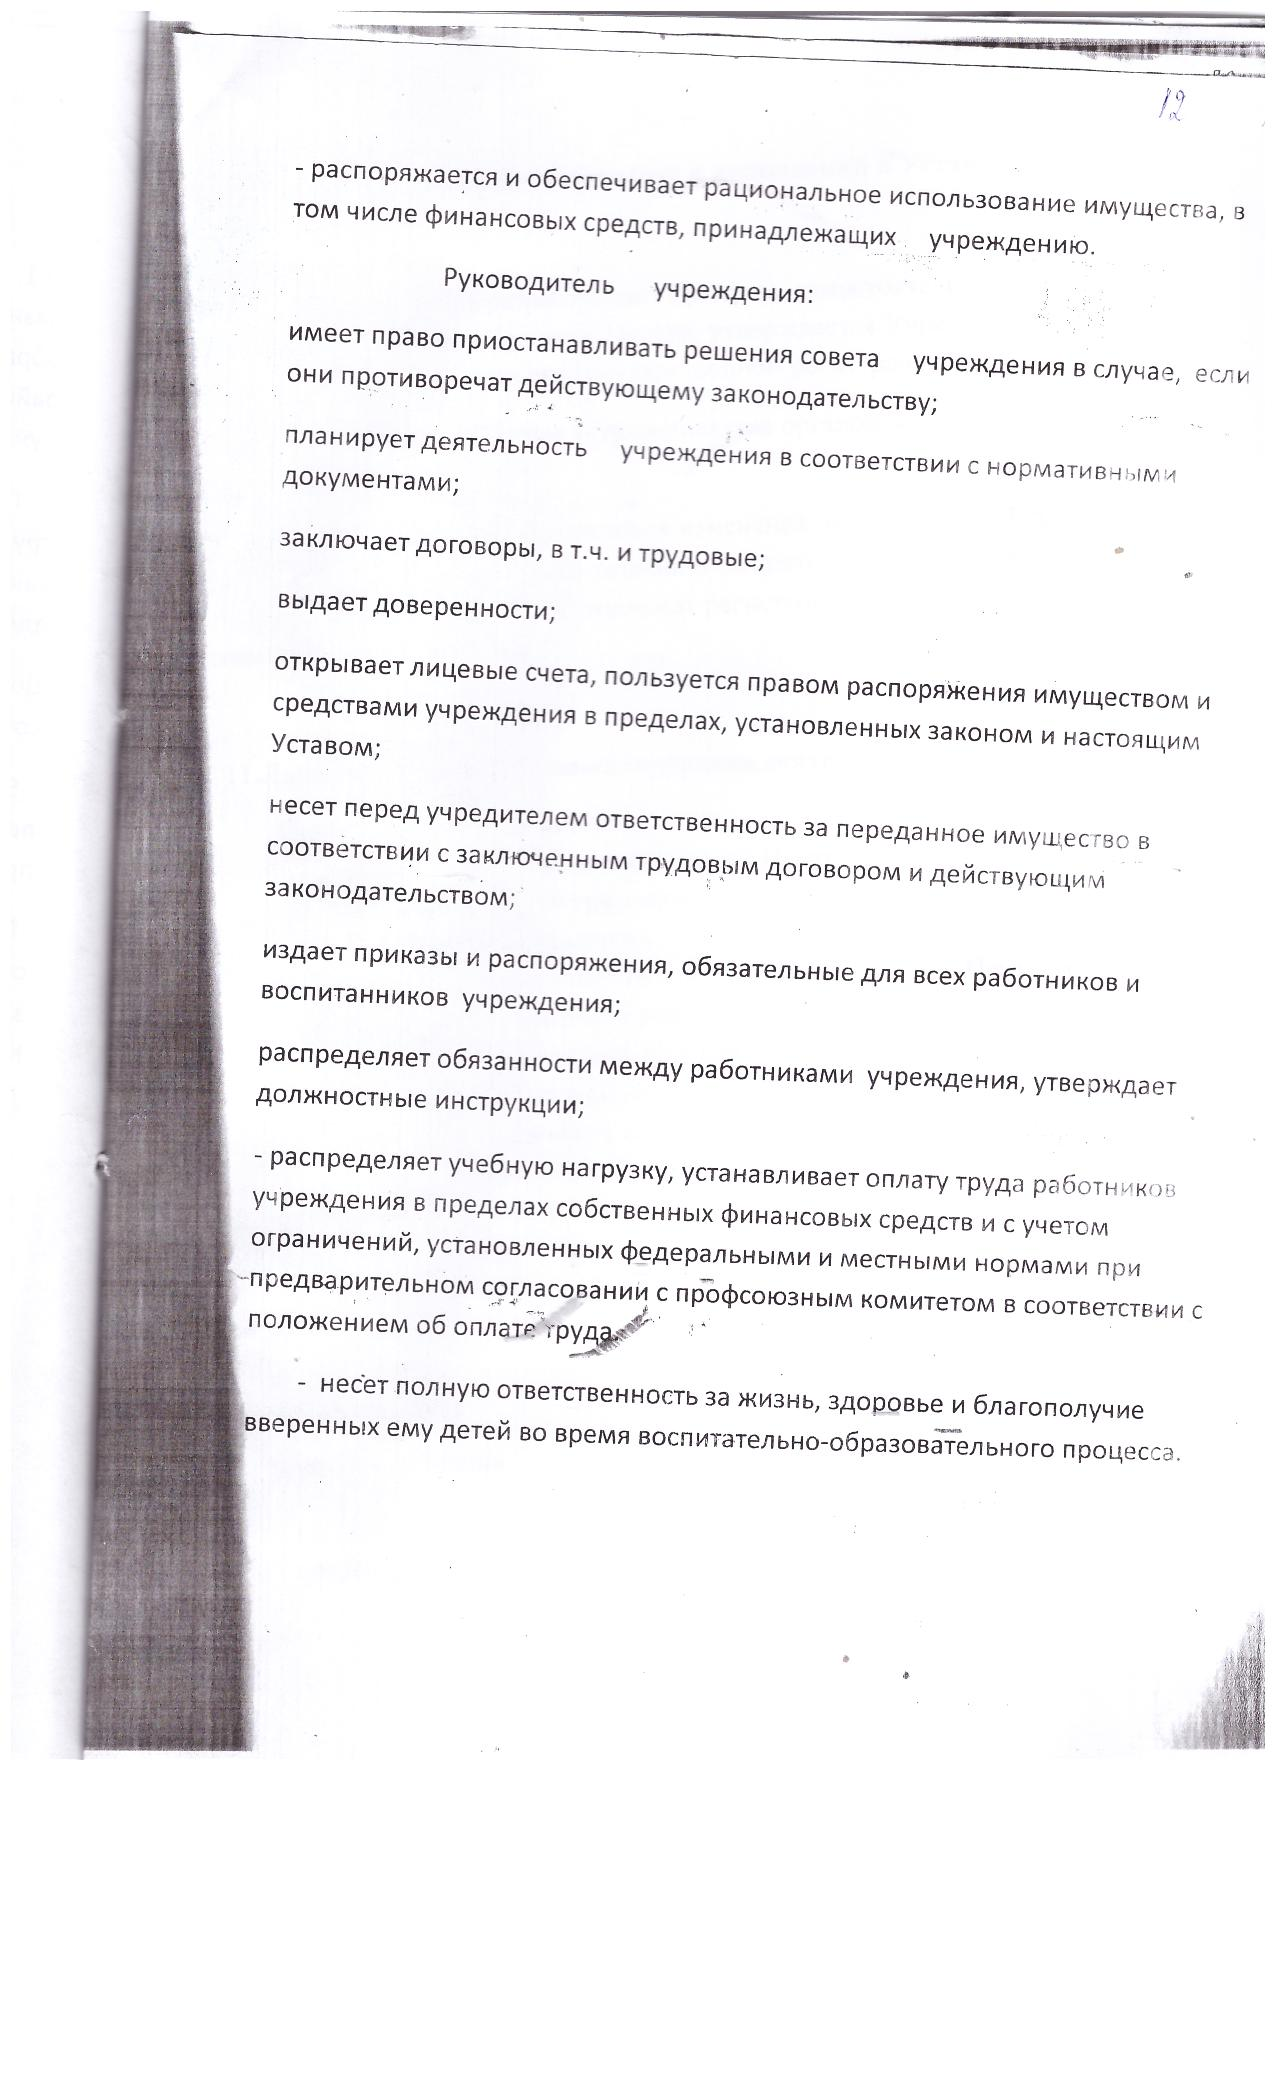 12
- распоряжается и обеспечивает рациональное использование имущества, в
том числе финансовых средств, принадлежащих учреждению.
Руководитель учреждения:
имеет право приостанавливать решения совета учреждения в случае, если
они противоречат действующему законодательству;
планирует деятельность учреждения в соответствии с нормативными
документами;
заключает договоры, в т.ч. и трудовые;
выдает доверенности;
открывает лицевые счета, пользуется правом распоряжения имуществом и
средствами учреждения в пределах, установленных законом и настоящим
Уставом;
несет перед учредителем ответственность за переданное имущество в
соответствии с заключенным трудовым договором и действующим
законодательством;
издает приказы и распоряжения, обязательные для всех работников и
воспитанников учреждения;
распределяет обязанности между работниками учреждения, утверждает
должностные инструкции;
- распределяет учебную нагрузку, устанавливает оплату труда работников
учреждения в пределах собственных финансовых средств и с учетом
ограничений, установленных федеральными и местными нормами при
предварительном согласовании с профсоюзным комитетом в соответствии с
положением об оплате труда.
- несет полную ответственность за жизнь, здоровье и благополучие
вверенных ему детей во время воспитательно-образовательного процесса.